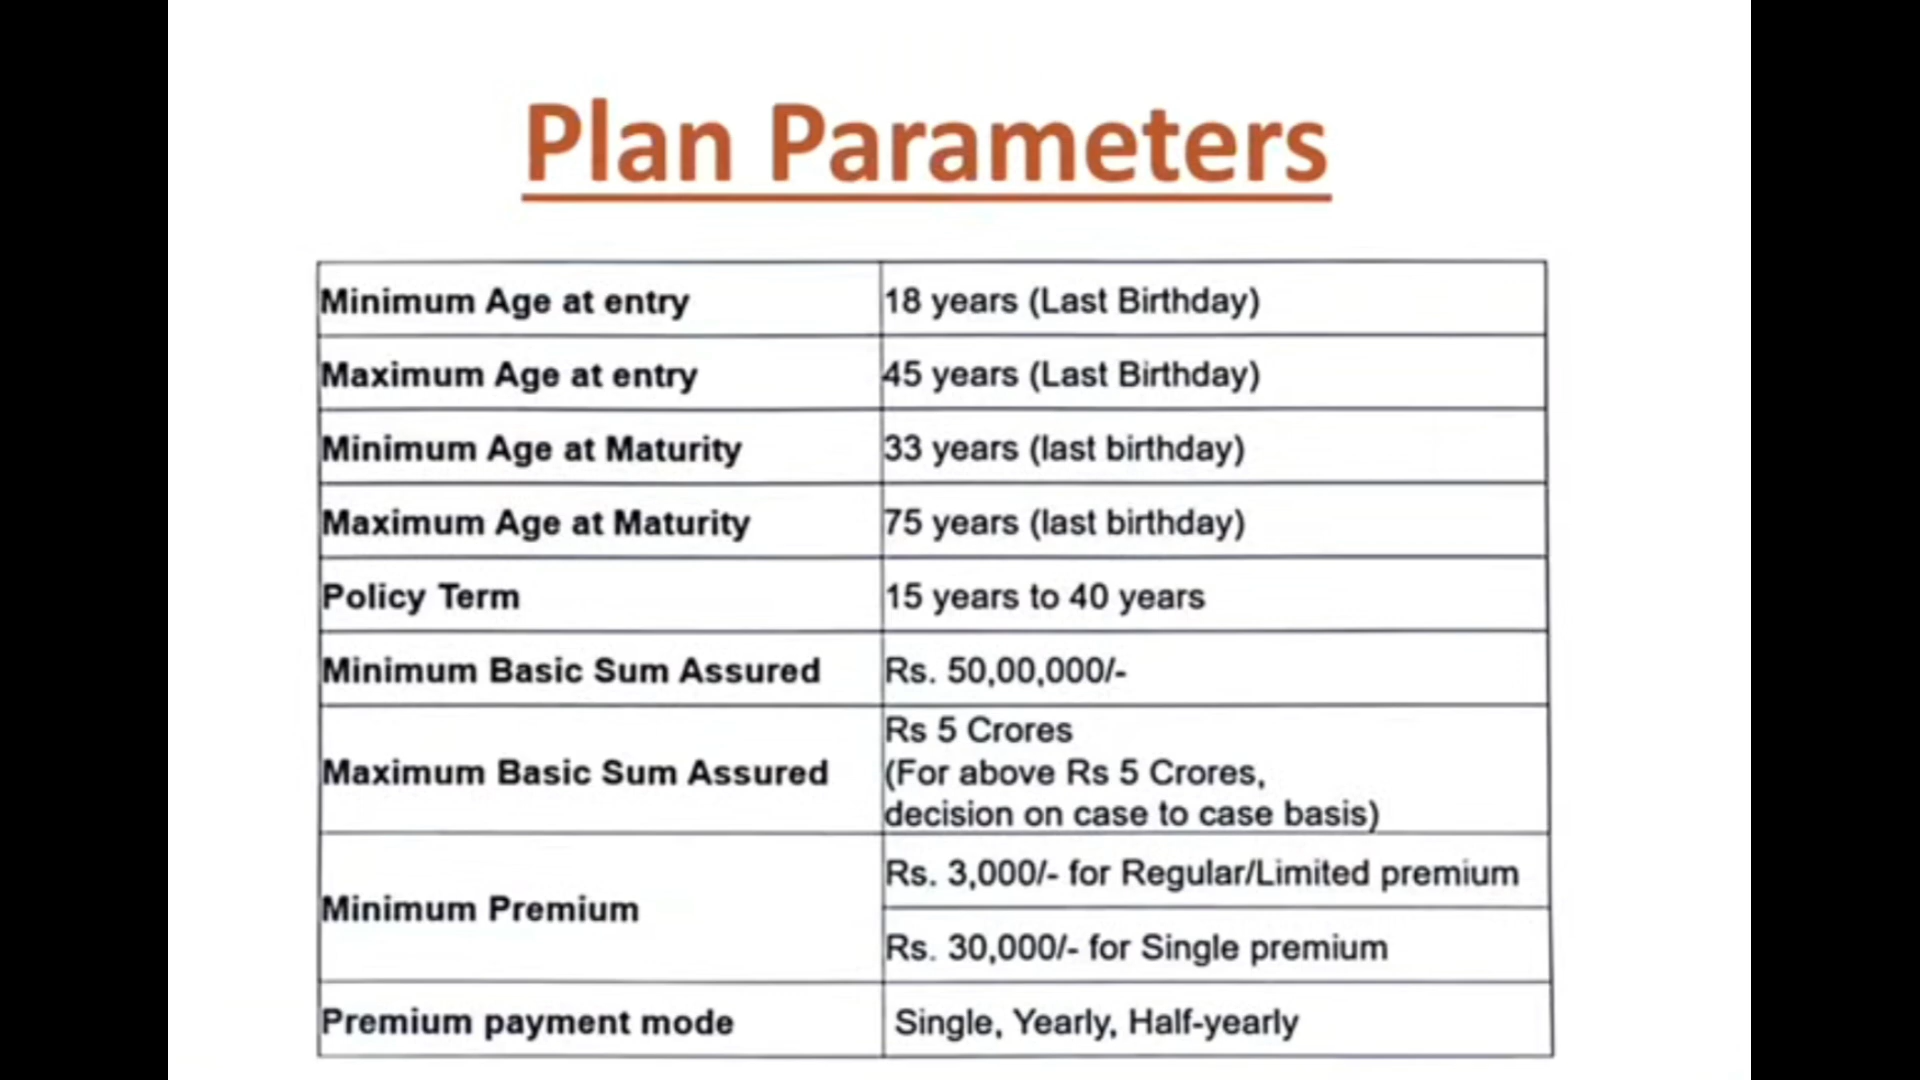 Plan Parameters
Minimum Age at entry 18 years (Last Birthday)
Maximum Age at entry 45 years (Last Birthday)
Minimum Age at Maturity 33 years (last birthday)
Maximum Age at Maturity 75 years (last birthday)
Policy Term 15 years to 40 years
Minimum Basic Sum Assured Rs. 50,00,000/-
Maximum Basic Sum Assured
Rs 5 Crores
(For above Rs 5 Crores,
decision on case to case basis)
Minimum Premium
Rs. 3,000/- for Regular/Limited premium
Rs. 30,000/- for Single premium
Premium payment mode Single, Yearly, Half-yearly